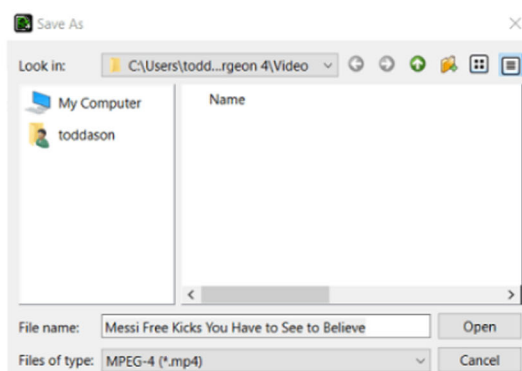 Save As
Look in: C:\Users\todd...rgeon 4\Video
My Computer
toddason
Name
File name: Messi Free Kicks You Have to See to Believe Open
Files of type: MPEG-4 (*.mp4) Cancel